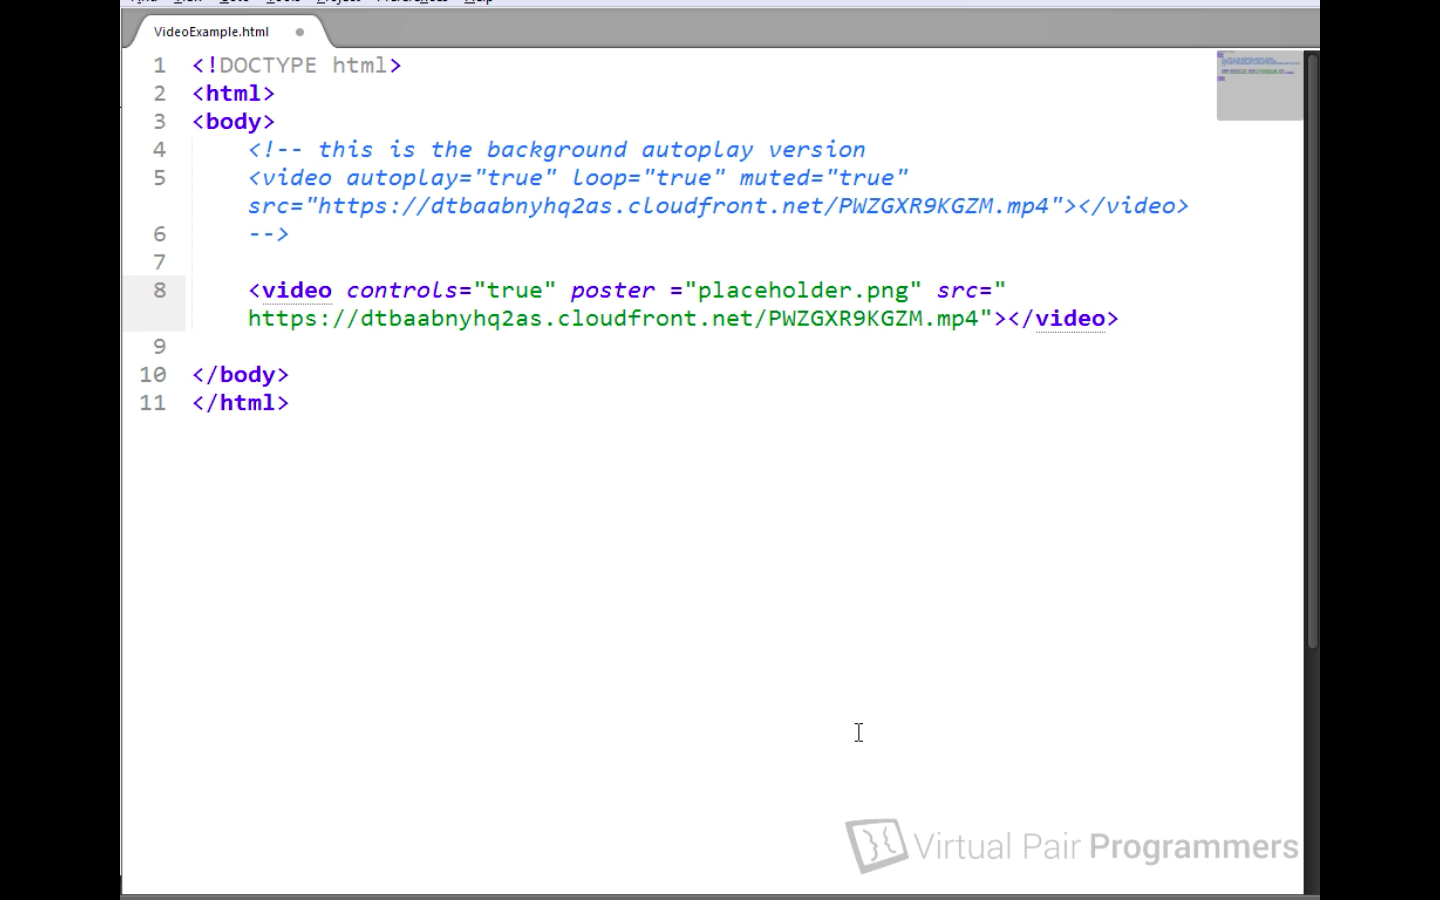 VideoExample.html
1 <!DOCTYPE html>
2 <html>
3 <body>
4 <!-- this is the background autoplay version
5 <video autoplay="true" loop="true" muted="true"
src="https://dtbaabnyhq2as.cloudfront.net/PWZGXR9KGZM.mp4"></video>
6 -->
7
8 <video controls="true" poster ="placeholder.png" src="
https://dtbaabnyhq2as.cloudfront.net/PWZGXR9KGZM.mp4"></video>
9
10 </body>
11 </html>
Virtual Pair Programmers